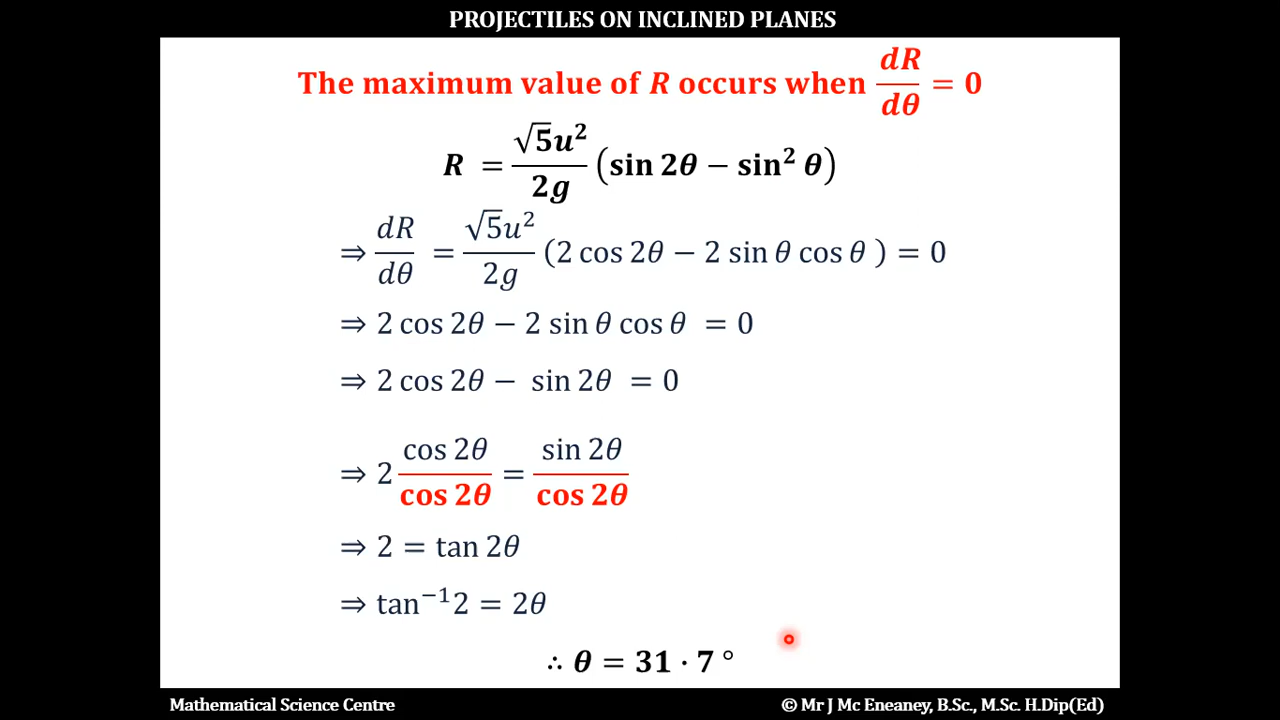 PROJECTILES ON INCLINED PLANES
The maximum value of R occurs when dR/dθ = 0
R = √5u²/2g (sin 2θ − sin² θ)
⇒ dR/dθ = √5u²/2g (2 cos 2θ − 2 sin θ cos θ ) = 0
⇒ 2 cos 2θ − 2 sin θ cos θ = 0
⇒ 2 cos 2θ − sin 2θ = 0
⇒ 2 cos 2θ/cos 2θ = sin 2θ/cos 2θ
⇒ 2 = tan 2θ
⇒ tan⁻¹2 = 2θ
∴ θ = 31 · 7 °
Mathematical Science Centre
© Mr J Mc Eneaney, B.Sc., M.Sc. H.Dip(Ed)